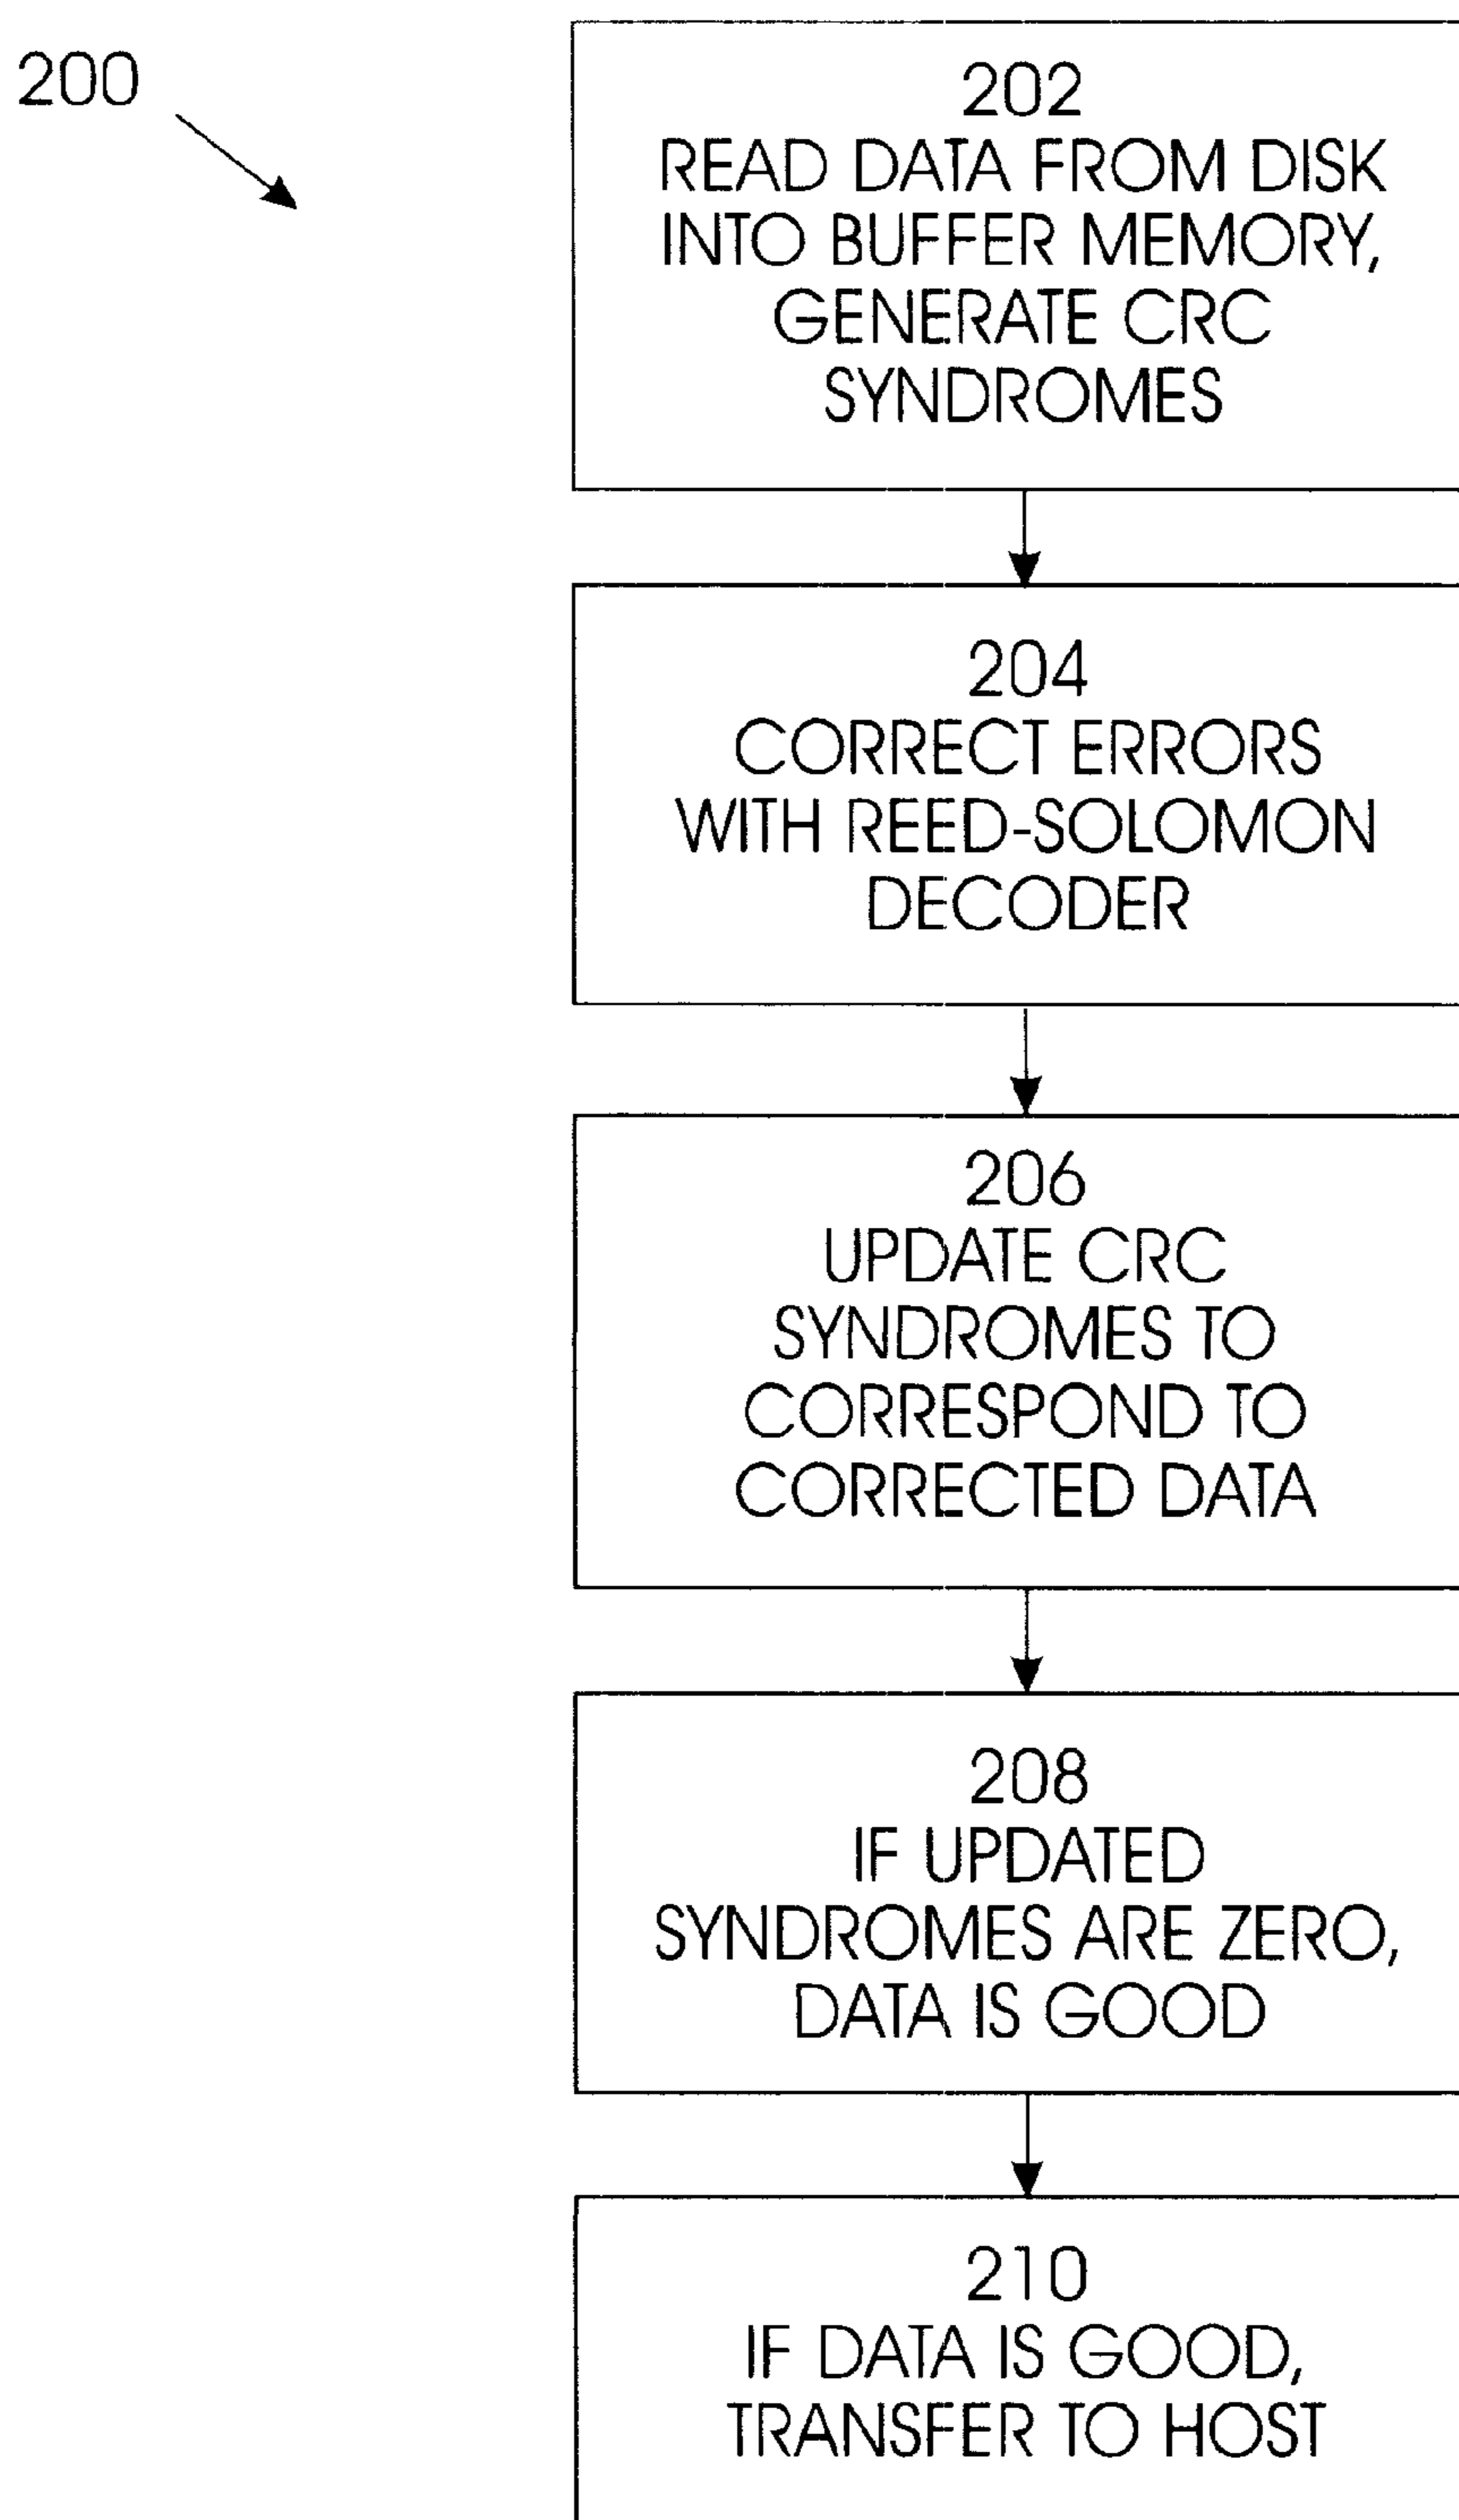 200
202
READ DATA FROM DISK
INTO BUFFER MEMORY,
GENERATE CRC
SYNDROMES
204
CORRECT ERRORS
WITH REED-SOLOMON
DECODER
206
UPDATE CRC
SYNDROMES TO
CORRESPOND TO
CORRECTED DATA
208
IF UPDATED
SYNDROMES ARE ZERO,
DATA IS GOOD
210
IF DATA IS GOOD,
TRANSFER TO HOST